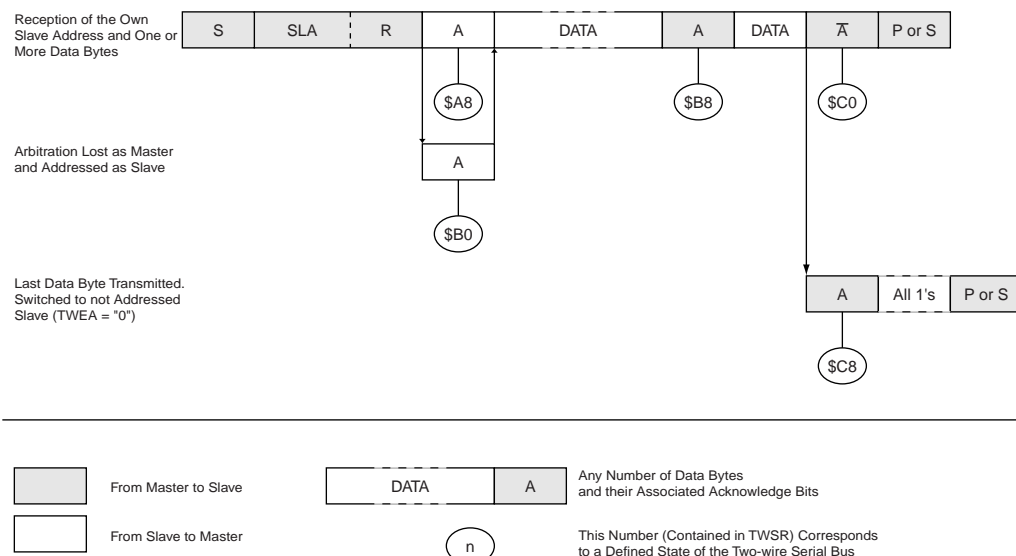 Reception of the Own
Slave Address and One or
More Data Bytes
S SLA R A DATA A DATA A̅ P or S
$A8 $B8 $C0
Arbitration Lost as Master
and Addressed as Slave
A
$B0
Last Data Byte Transmitted.
Switched to not Addressed
Slave (TWEA = "0")
A All 1's P or S
$C8
From Master to Slave
DATA A
Any Number of Data Bytes
and their Associated Acknowledge Bits
From Slave to Master
n
This Number (Contained in TWSR) Corresponds
to a Defined State of the Two-wire Serial Bus